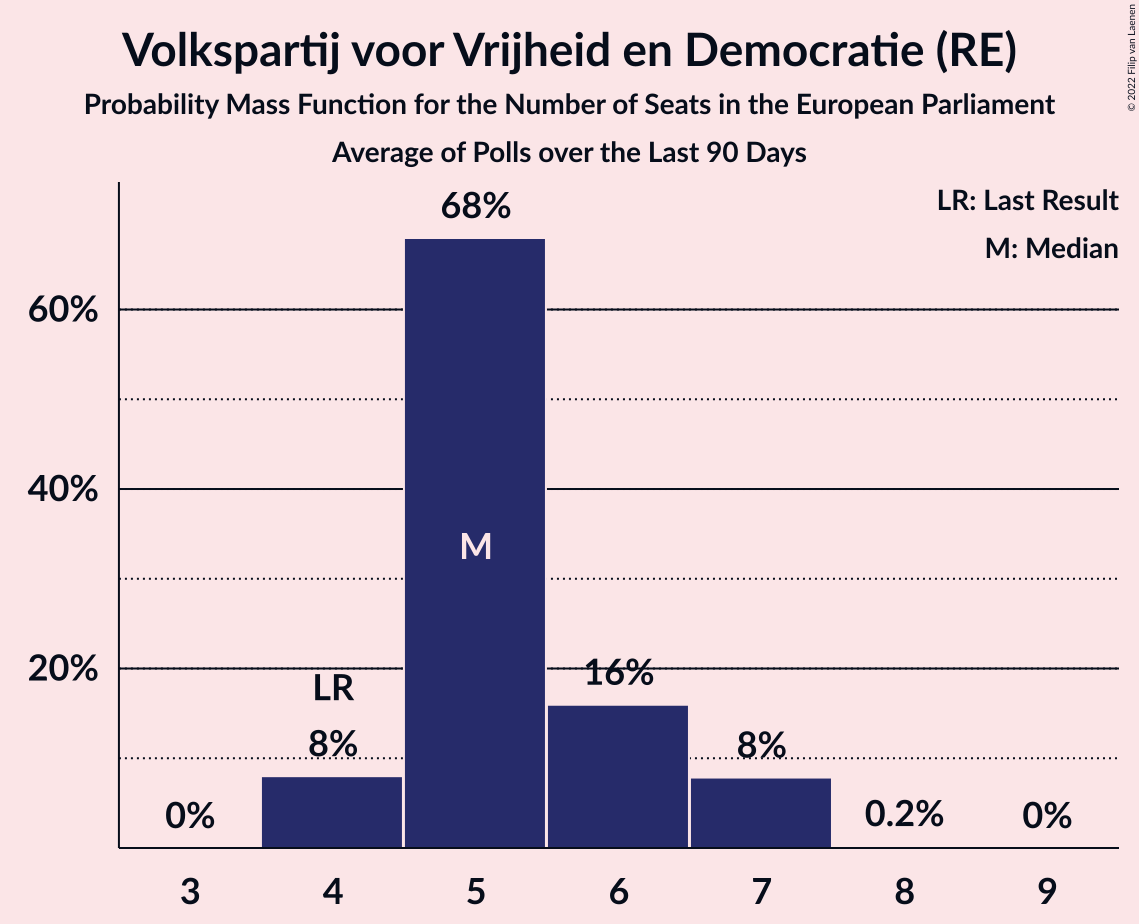 Volkspartij voor Vrijheid en Democratie (RE)
Probability Mass Function for the Number of Seats in the European Parliament
Average of Polls over the Last 90 Days
© 2022 Filip van Laenen
LR: Last Result
M: Median
68%
60%
40%
M
20%
16%
LR
8%
8%
0%
0.2%
0%
3 4 5 6 7 8 9